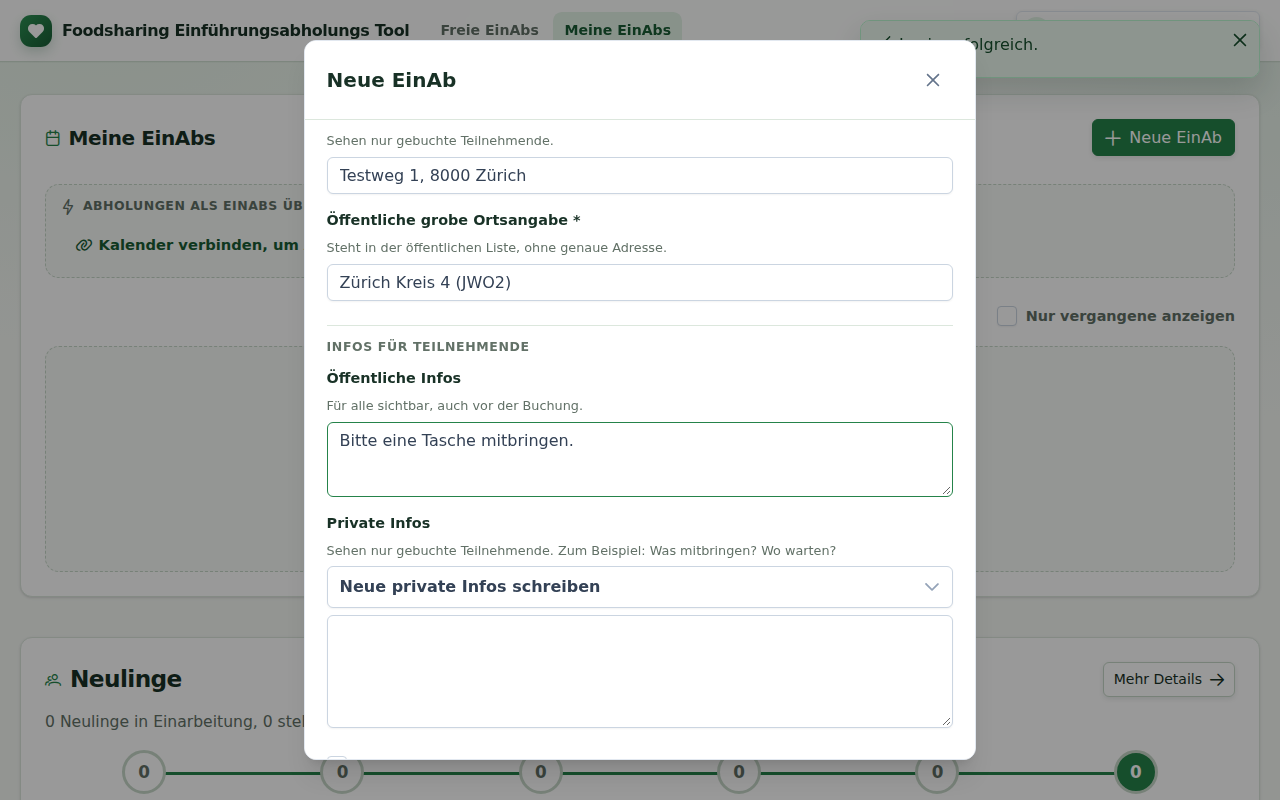 Foodsharing Einführungsabholungs Tool
Freie EinAbs
Meine EinAbs
folgreich.
Neue EinAb
Meine EinAbs
Neue EinAb
Sehen nur gebuchte Teilnehmende.
Testweg 1, 8000 Zürich
ABHOLUNGEN ALS EINABS
Kalender verbinden, um
Öffentliche grobe Ortsangabe *
Steht in der öffentlichen Liste, ohne genaue Adresse.
Zürich Kreis 4 (JWO2)
Nur vergangene anzeigen
INFOS FÜR TEILNEHMENDE
Öffentliche Infos
Für alle sichtbar, auch vor der Buchung.
Bitte eine Tasche mitbringen.
Private Infos
Sehen nur gebuchte Teilnehmende. Zum Beispiel: Was mitbringen? Wo warten?
Neue private Infos schreiben
Neulinge
Mehr Details
0 Neulinge in Einarbeitung, 0
0
0
0
0
0
0